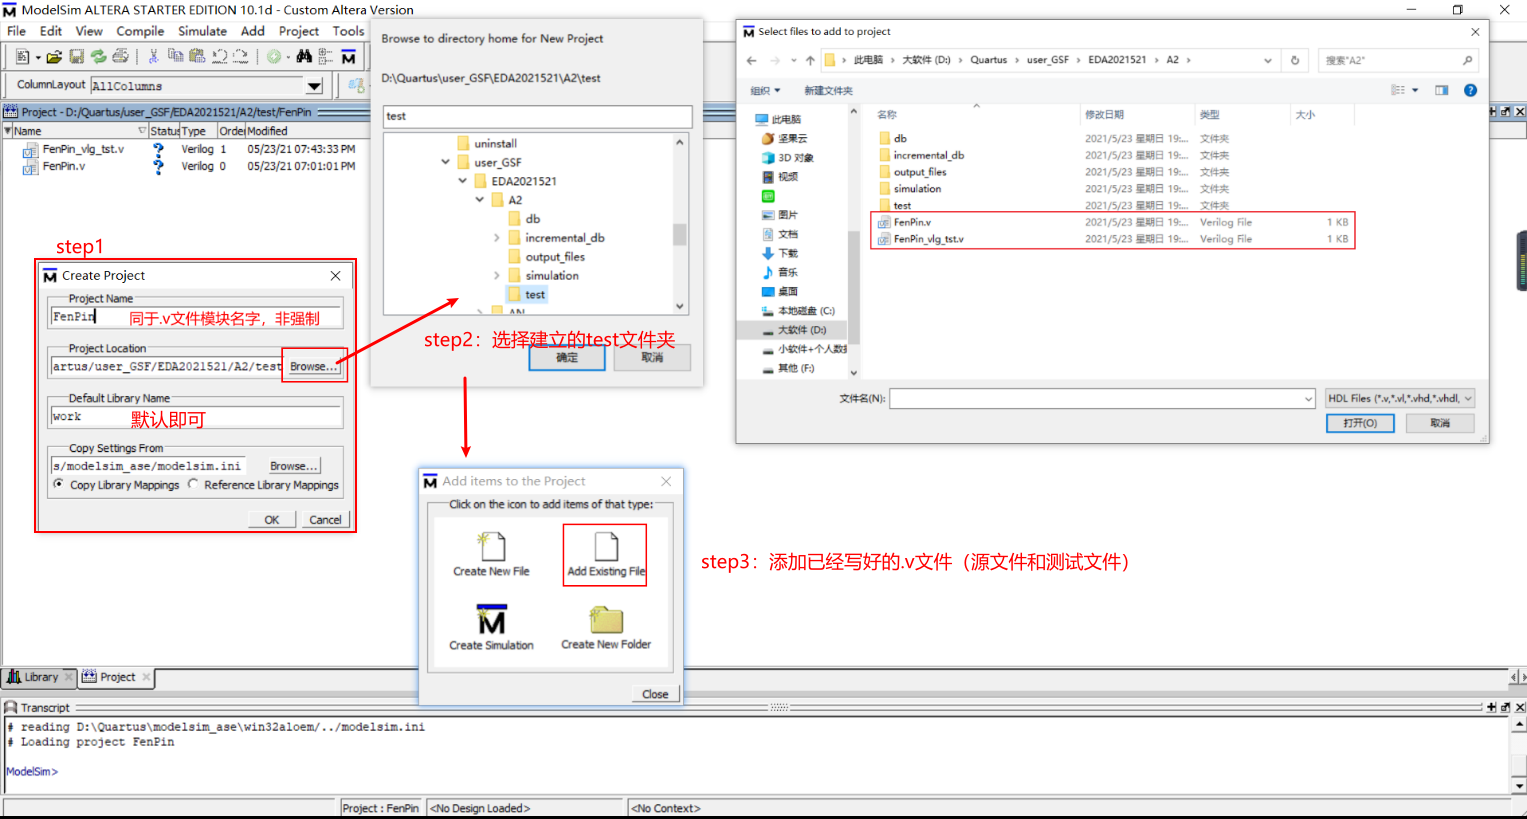 ModelSim ALTERA STARTER EDITION 10.1d - Custom Altera Version
File Edit View Compile Simulate Add Project Tools
ColumnLayout AllColumns
Project - D:/Quartus/user_GSF/EDA2021521/A2/test/FenPin
Name Status Type Order Modified
FenPin_vlg_tst.v ? Verilog 1 05/23/21 07:43:33 PM
FenPin.v ? Verilog 0 05/23/21 07:01:01 PM
step1
Create Project
Project Name
FenPin 同于.v文件模块名字，非强制
Project Location
artus/user_GSF/EDA2021521/A2/test Browse...
Default Library Name
work 默认即可
Copy Settings From
s/modelsim_ase/modelsim.ini Browse...
Copy Library Mappings Reference Library Mappings
OK Cancel
Browse to directory home for New Project
D:\Quartus\user_GSF\EDA2021521\A2\test
test
uninstall
user_GSF
EDA2021521
A2
db
incremental_db
output_files
simulation
test
AN
step2：选择建立的test文件夹
确定 取消
Select files to add to project
此电脑 › 大软件 (D:) › Quartus › user_GSF › EDA2021521 › A2 ›
搜索"A2"
组织 新建文件夹
名称 修改日期 类型 大小
此电脑
坚果云
3D 对象
视频
图片
文档
下载
音乐
桌面
本地磁盘 (C:)
大软件 (D:)
小软件+个人数据
其他 (F:)
db 2021/5/23 星期日 19:... 文件夹
incremental_db 2021/5/23 星期日 19:... 文件夹
output_files 2021/5/23 星期日 19:... 文件夹
simulation 2021/5/23 星期日 19:... 文件夹
test 2021/5/23 星期日 19:... 文件夹
FenPin.v 2021/5/23 星期日 19:... Verilog File 1 KB
FenPin_vlg_tst.v 2021/5/23 星期日 19:... Verilog File 1 KB
文件名(N): HDL Files (*.v,*.vl,*.vhd,*.vhdl,
打开(O) 取消
Add items to the Project
Click on the icon to add items of that type:
Create New File Add Existing File
Create Simulation Create New Folder
Close
step3：添加已经写好的.v文件（源文件和测试文件）
Library Project
Transcript
# reading D:\Quartus\modelsim_ase\win32aloem/../modelsim.ini
# Loading project FenPin
ModelSim>
Project : FenPin <No Design Loaded> <No Context>